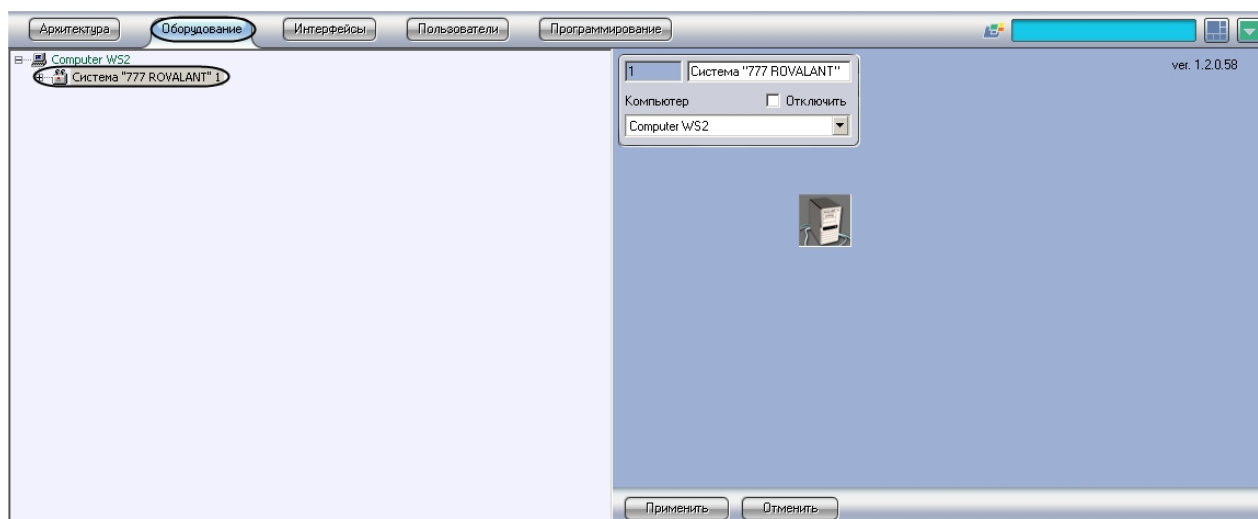 Архитектура Оборудование Интерфейсы Пользователи Программирование
Computer WS2
Система "777 ROVALANT" 1
1 Система "777 ROVALANT"
ver. 1.2.0.58
Компьютер Отключить
Computer WS2
Применить Отменить